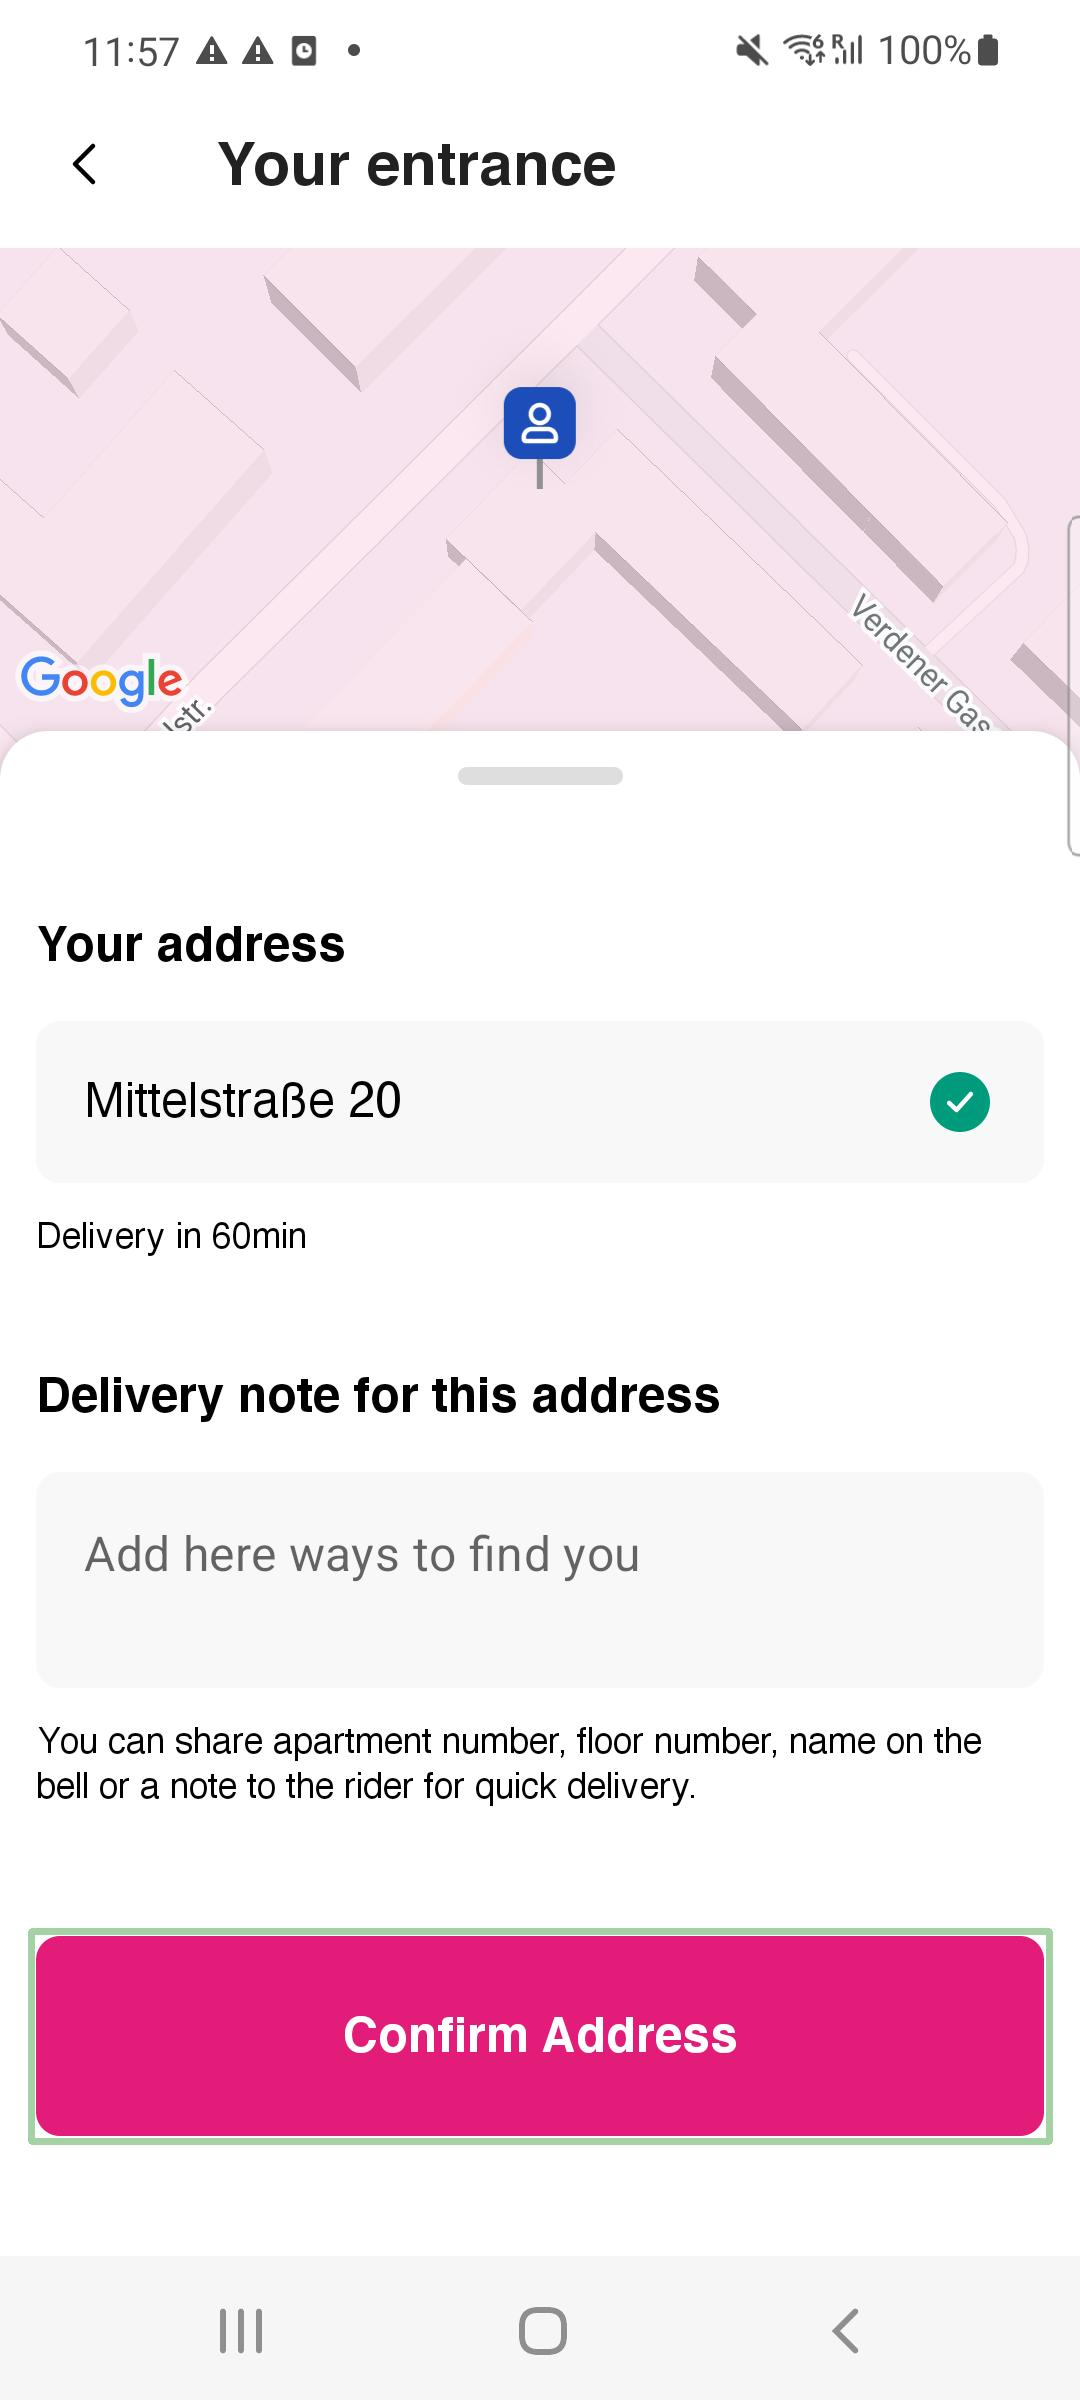 11:57
6 R 100%
Your entrance
Verdener Gas
Google
lstr.
Your address
Mittelstraße 20
Delivery in 60min
Delivery note for this address
Add here ways to find you
You can share apartment number, floor number, name on the
bell or a note to the rider for quick delivery.
Confirm Address